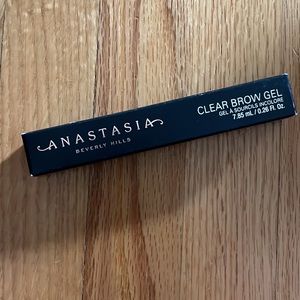 ANASTASIA
BEVERLY HILLS
CLEAR BROW GEL
GEL À SOURCILS INCOLORE
7.85 mL / 0.26 Fl. Oz.